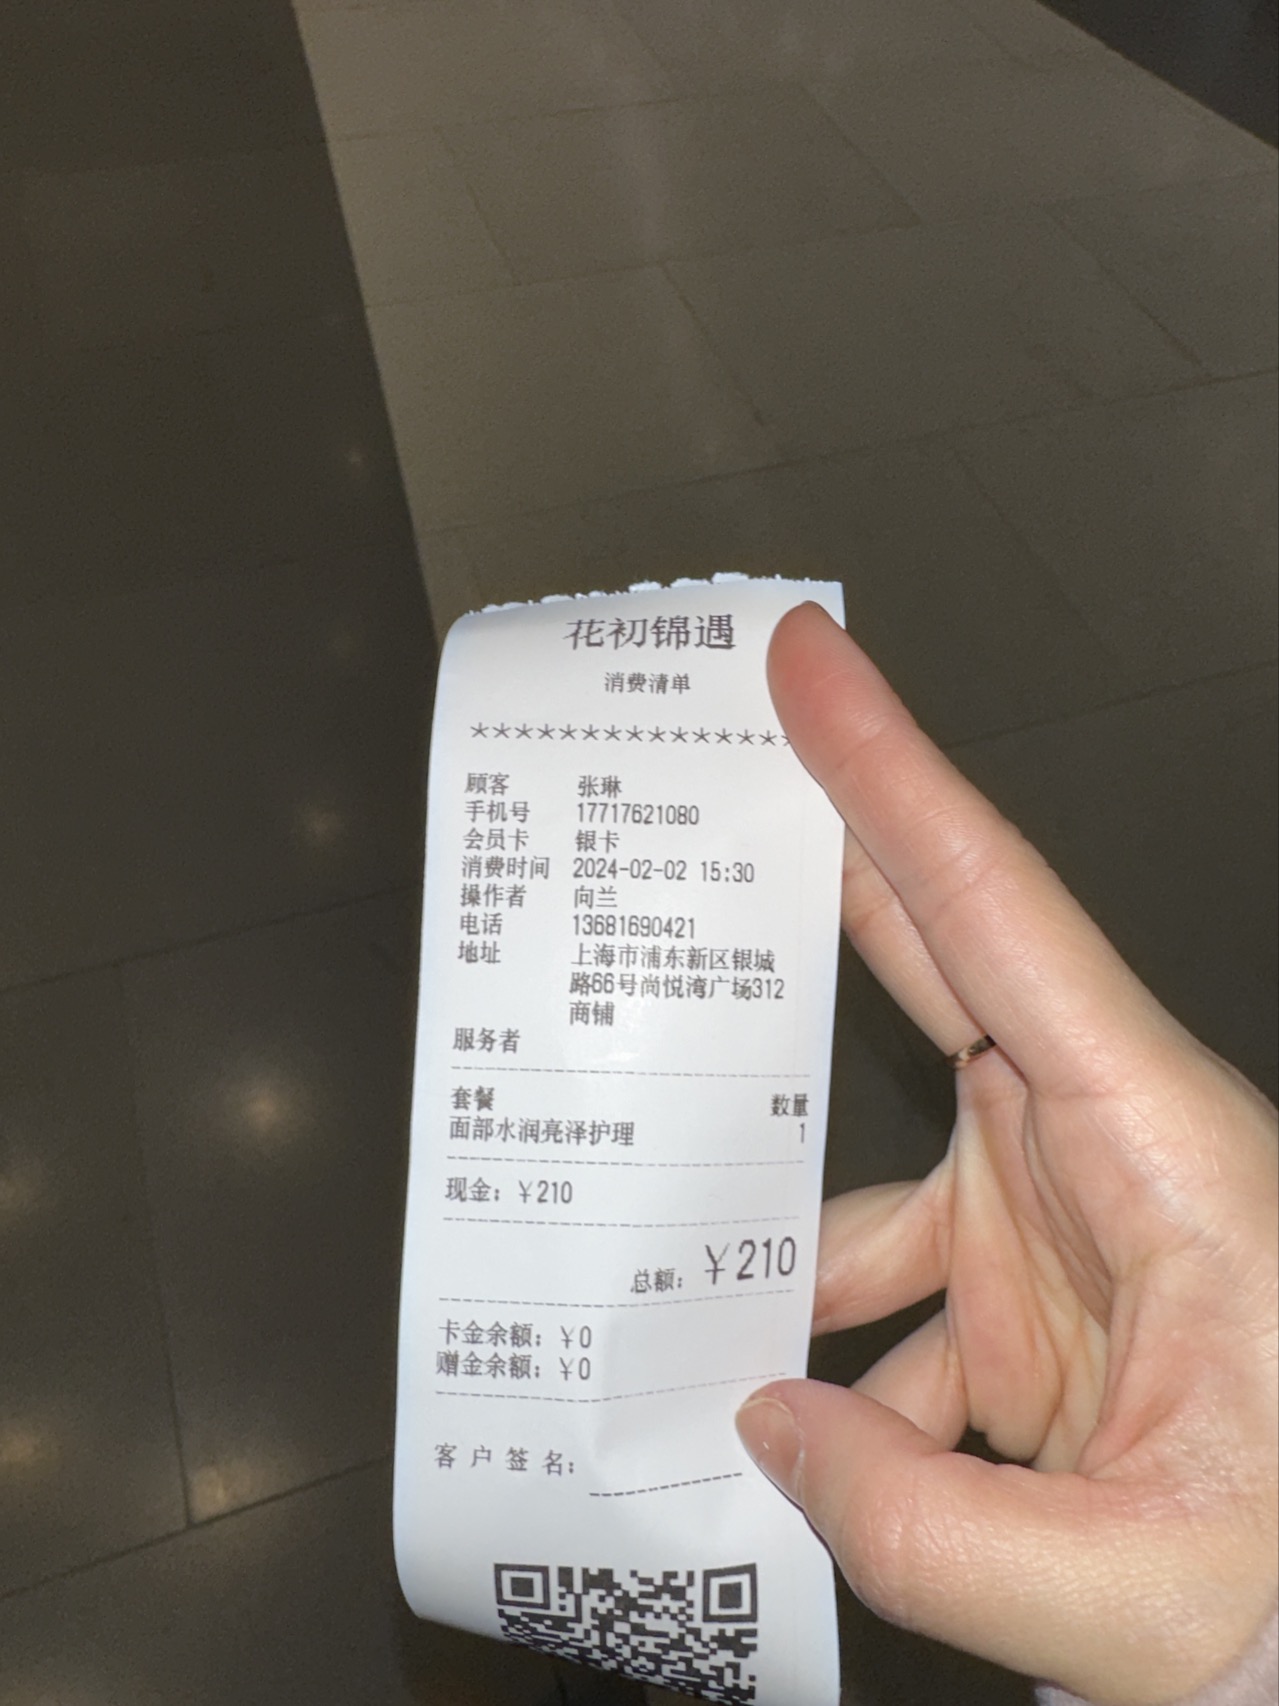 花初锦遇
消费清单
***************
顾客 张琳
手机号 17717621080
会员卡 银卡
消费时间 2024-02-02 15:30
操作者 向兰
电话 13681690421
地址 上海市浦东新区银城
路66号尚悦湾广场312
商铺
服务者
套餐 数量
面部水润亮泽护理 1
现金：￥210
总额：￥210
卡金余额：￥0
赠金余额：￥0
客户签名：